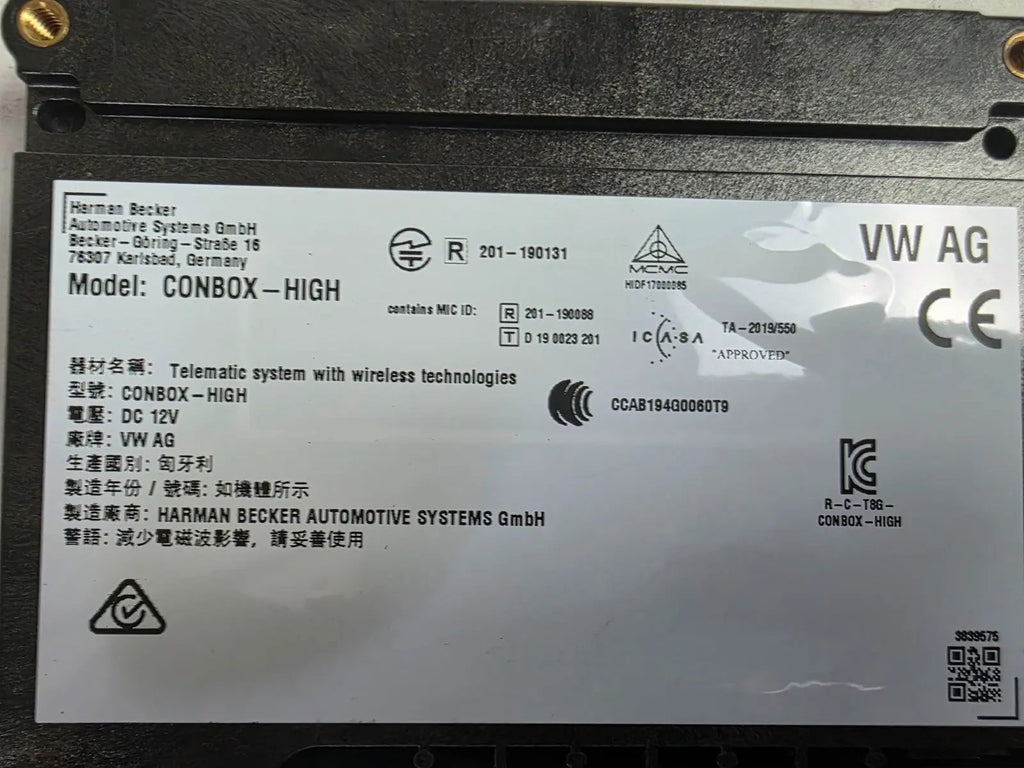 Harman Becker
Automotive Systems GmbH
Becker-Göring-Straße 16
76307 Karlsbad, Germany
Model: CONBOX-HIGH
R 201-190131
contains MIC ID:
R 201-190088
T D 19 0023 201
MCMC
HIDF17000085
ICASA
TA-2019/550
"APPROVED"
VW AG
CE
CCAB194G0060T9
器材名稱: Telematic system with wireless technologies
型號: CONBOX-HIGH
電壓: DC 12V
廠牌: VW AG
生產國別: 匈牙利
製造年份 / 號碼: 如機體所示
製造廠商: HARMAN BECKER AUTOMOTIVE SYSTEMS GmbH
警語: 減少電磁波影響, 請妥善使用
R-C-T8G-
CONBOX-HIGH
3839575